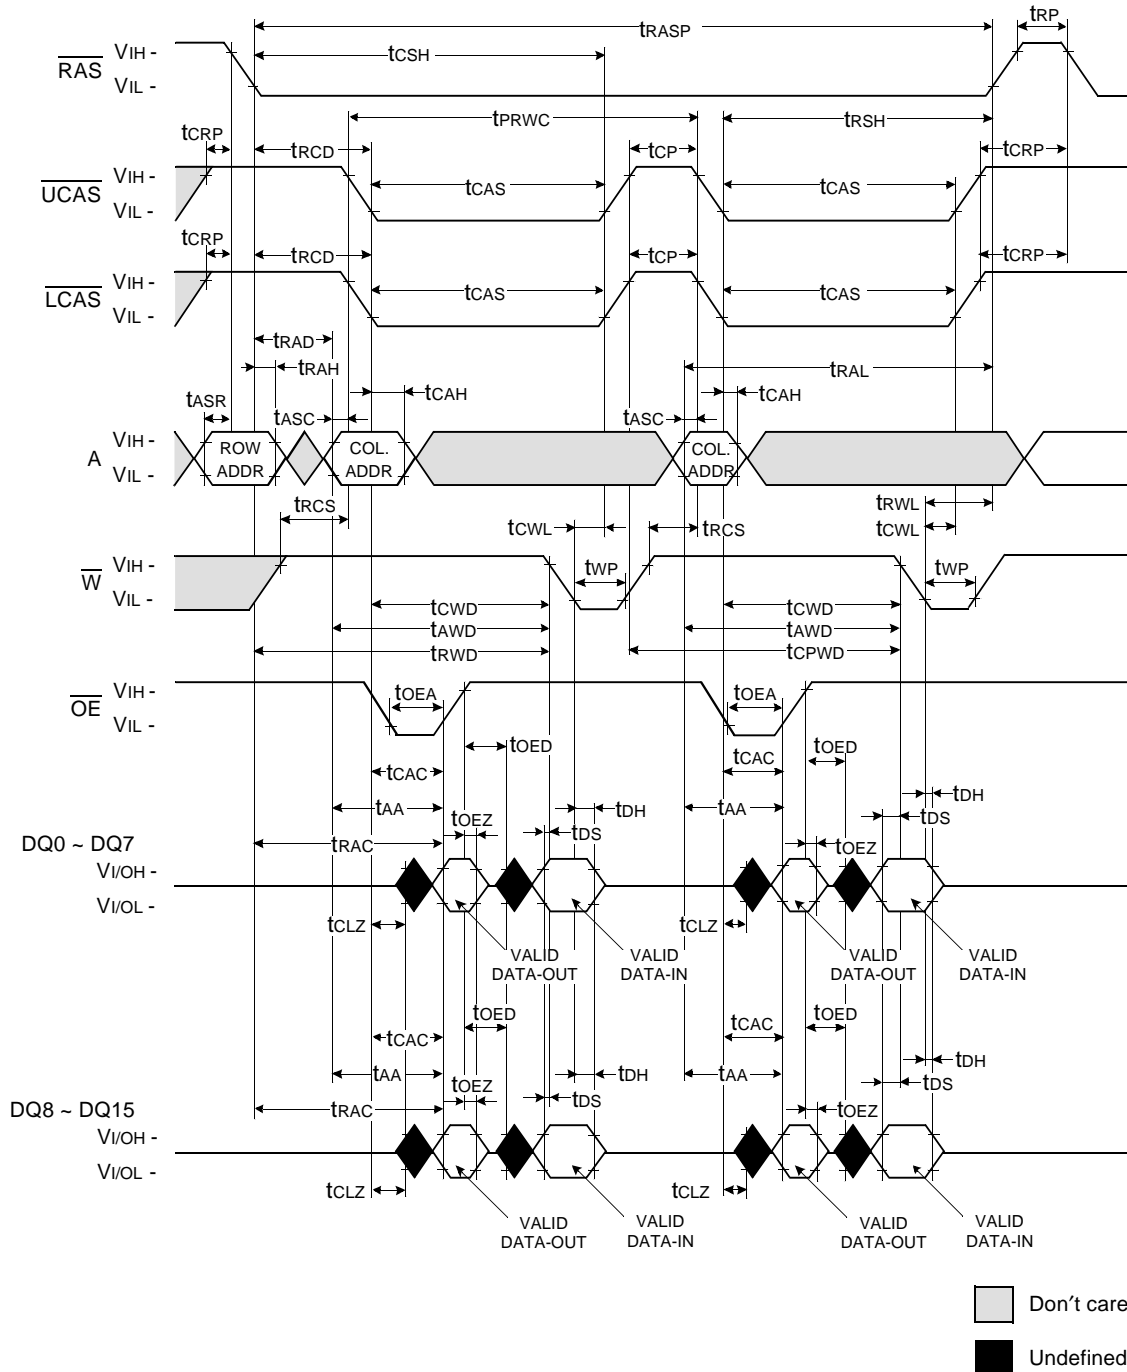 tRP
tRASP
RAS
VIH -
VIL -
tCSH
tPRWC
tRSH
tCRP
tRCD
tCP
tCRP
UCAS
VIH -
VIL -
tCAS
tCAS
tCRP
tRCD
tCP
tCRP
LCAS
VIH -
VIL -
tCAS
tCAS
tRAD
tRAH
tRAL
tASR
tASC
tCAH
tASC
tCAH
A
VIH -
VIL -
ROW
ADDR
COL.
ADDR
COL.
ADDR
tRCS
tCWL
tRCS
tRWL
tCWL
W
VIH -
VIL -
tWP
tWP
tCWD
tCWD
tAWD
tAWD
tRWD
tCPWD
OE
VIH -
VIL -
tOEA
tOEA
tOED
tOED
tCAC
tCAC
tAA
tDH
tAA
tDH
tOEZ
tDS
tDS
tRAC
tOEZ
DQ0 ~ DQ7
VI/OH -
VI/OL -
tCLZ
tCLZ
VALID
DATA-OUT
VALID
DATA-IN
VALID
DATA-OUT
VALID
DATA-IN
tOED
tOED
tCAC
tCAC
tAA
tDH
tAA
tDH
tOEZ
tDS
tDS
tRAC
tOEZ
DQ8 ~ DQ15
VI/OH -
VI/OL -
tCLZ
tCLZ
VALID
DATA-OUT
VALID
DATA-IN
VALID
DATA-OUT
VALID
DATA-IN
Don′t care
Undefined